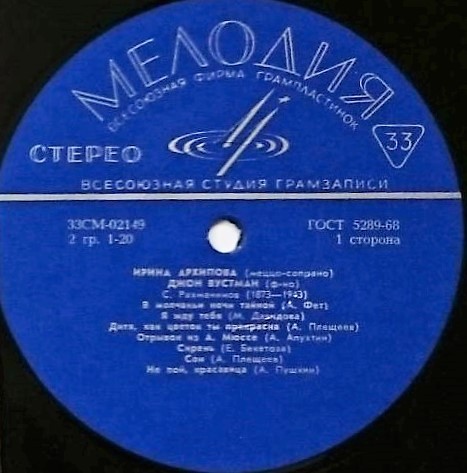 МЕЛОДИЯ
ВСЕСОЮЗНАЯ ФИРМА ГРАМПЛАСТИНОК
33
СТЕРЕО
ВСЕСОЮЗНАЯ СТУДИЯ ГРАМЗАПИСИ
33СМ-02149 ГОСТ 5289-68
2 гр. 1-20 1 сторона
ИРИНА АРХИПОВА (меццо-сопрано)
ДЖОН ВУСТМАН (ф-но)
С. Рахманинов (1873—1943)
В молчаньи ночи тайной (А. Фет)
Я жду тебя (М. Давидова)
Дитя, как цветок ты прекрасна (А. Плещеев)
Отрывок из А. Мюссе (А. Апухтин)
Сирень (Е. Бекетова)
Сон (А. Плещеев)
Не пой, красавица (А. Пушкин)